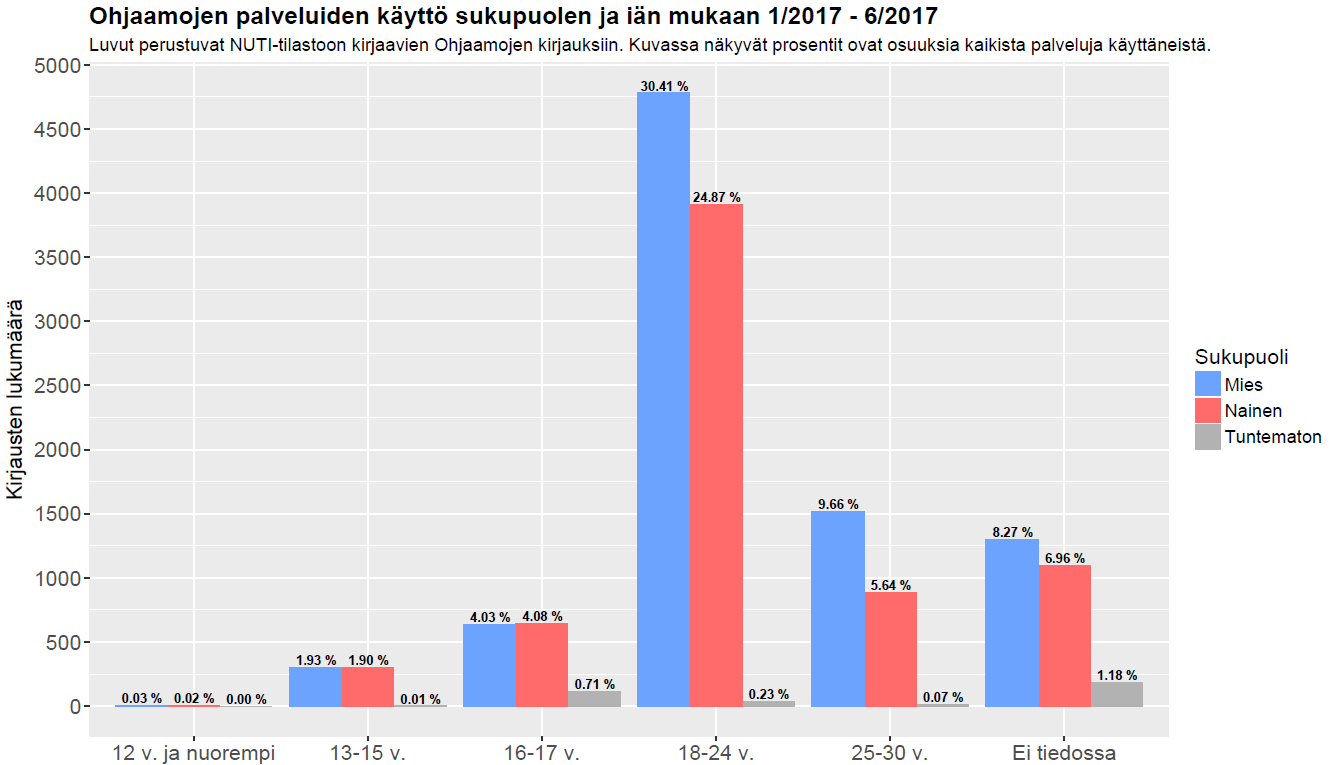 Ohjaamojen palveluiden käyttö sukupuolen ja iän mukaan 1/2017 - 6/2017
Luvut perustuvat NUTI-tilastoon kirjaavien Ohjaamojen kirjauksiin. Kuvassa näkyvät prosentit ovat osuuksia kaikista palveluja käyttäneistä.
Kirjausten lukumäärä
5000
4500
4000
3500
3000
2500
2000
1500
1000
500
0
0.03 % 0.02 % 0.00 %
1.93 % 1.90 % 0.01 %
4.03 % 4.08 % 0.71 %
30.41 % 24.87 % 0.23 %
9.66 % 5.64 % 0.07 %
8.27 % 6.96 % 1.18 %
12 v. ja nuorempi 13-15 v. 16-17 v. 18-24 v. 25-30 v. Ei tiedossa
Sukupuoli
Mies
Nainen
Tuntematon